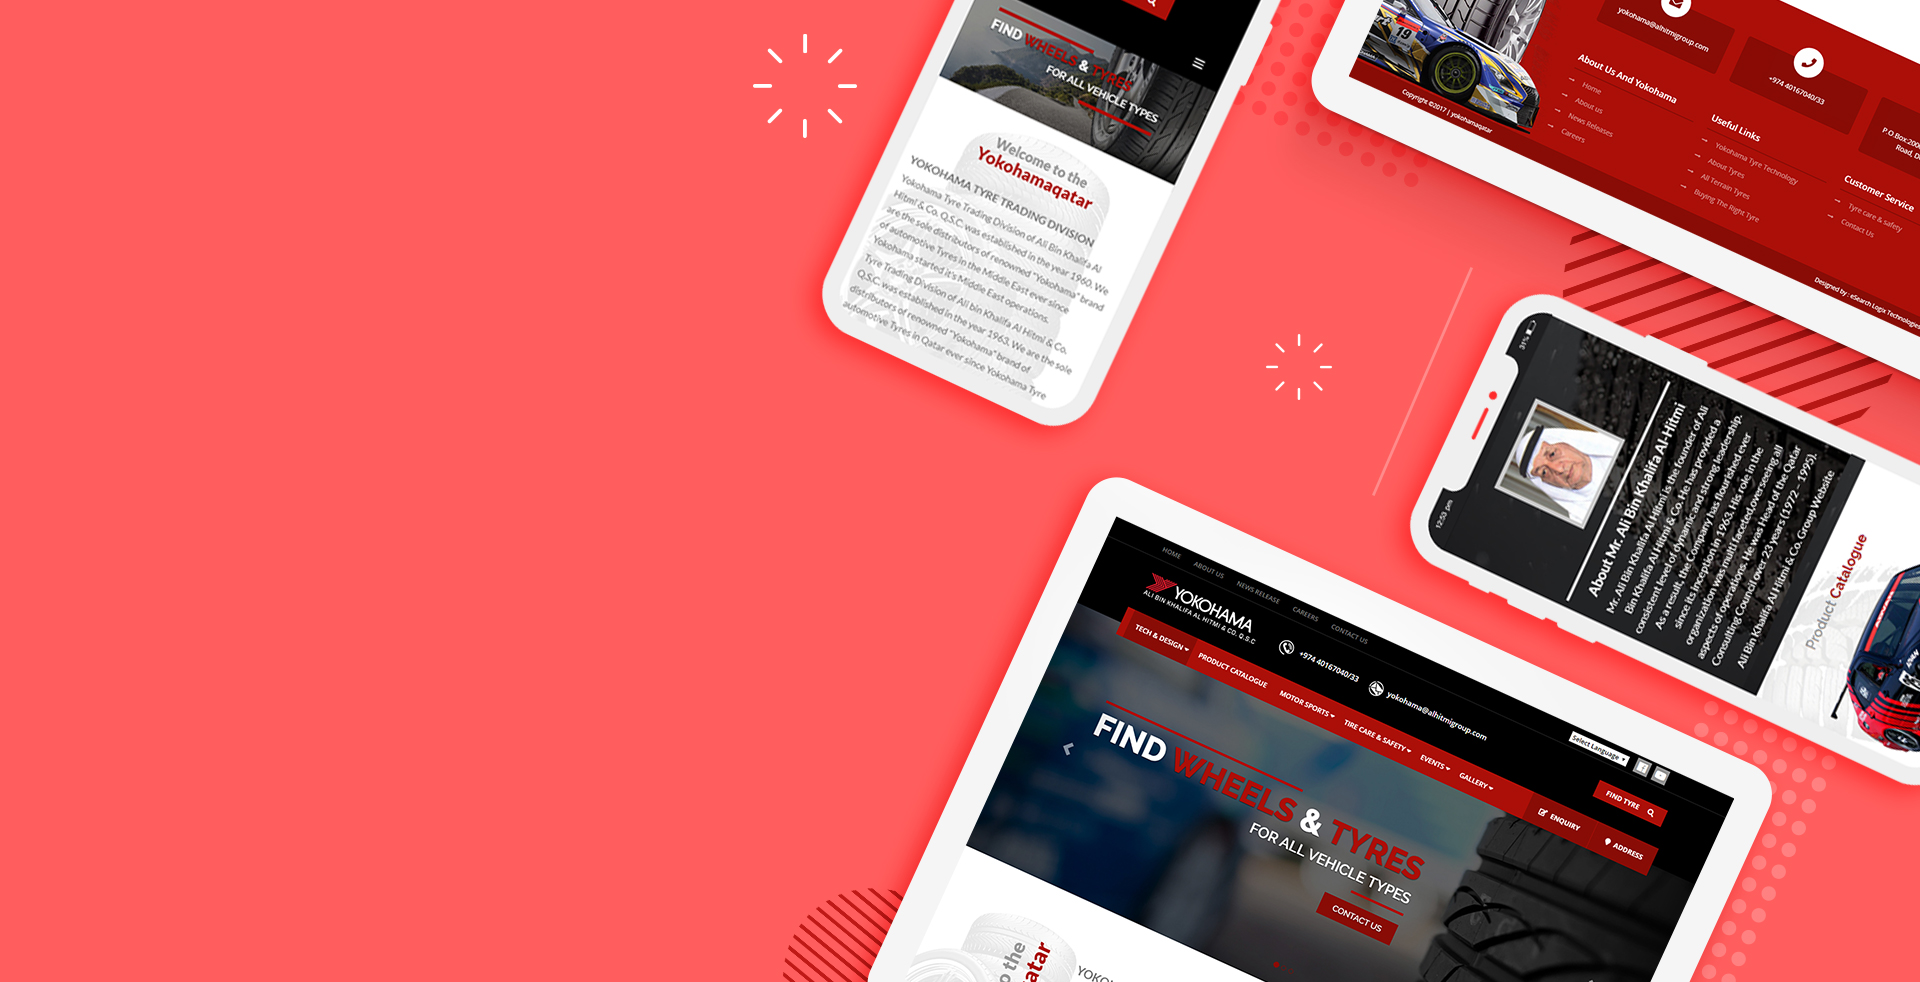 FIND WHEELS & TYRES
FOR ALL VEHICLE TYPES
Welcome to the
Yokohamaqatar
YOKOHAMA TYRE TRADING DIVISION
Yokohama Tyre Trading Division of Ali Bin Khalifa Al
Hitmi & Co. Q.S.C. was established in the year 1960. We
are the sole distributors of renowned "Yokohama" brand
of automotive Tyres in the Middle East ever since
Yokohama started it's Middle East operations.
Tyre Trading Division of Ali bin Khalifa Al Hitmi & Co.
Q.S.C. was established in the year 1963. We are the sole
distributors of renowned "Yokohama" brand of
automotive Tyres in Qatar ever since Yokohama Tyre
19
yokohama@alhitmigroup.com
+974 40167040/33
P.O Box:200
Road, D
About Us And Yokohama
Home
About us
News Releases
Careers
Useful Links
Yokohama Tyre Technology
About Tyres
All Terrain Tyres
Buying The Right Tyre
Customer Service
Tyre care & safety
Contact Us
Copyright ©2017 | yokohamaqatar
Designed by : eSearch Logix Technologies
12:53 pm
31%
About Mr. Ali Bin Khalifa Al-Hitmi
Mr. Ali Bin Khalifa Al Hitmi is the founder of Ali
Bin Khalifa Al Hitmi & Co. He has provided a
consistent level of dynamic and strong leadership.
As a result, the Company has flourished ever
since its inception in 1963. His role in the
organization was multi faceted,overseeing all
aspects of operations. He was Head of the Qatar
Consulting Council for over 23 years (1972 - 1995).
Ali Bin Khalifa Al Hitmi & Co. Group Website
Product Catalogue
HOME
ABOUT US
NEWS RELEASE
CAREERS
CONTACT US
YOKOHAMA
ALI BIN KHALIFA AL HITMI & CO. Q.S.C
+974 40167040/33
yokohama@alhitmigroup.com
Select Language
FIND TYRE
TECH & DESIGN
PRODUCT CATALOGUE
MOTOR SPORTS
TIRE CARE & SAFETY
EVENTS
GALLERY
ENQUIRY
ADDRESS
FIND WHEELS & TYRES
FOR ALL VEHICLE TYPES
CONTACT US
o the
atar
YOKO